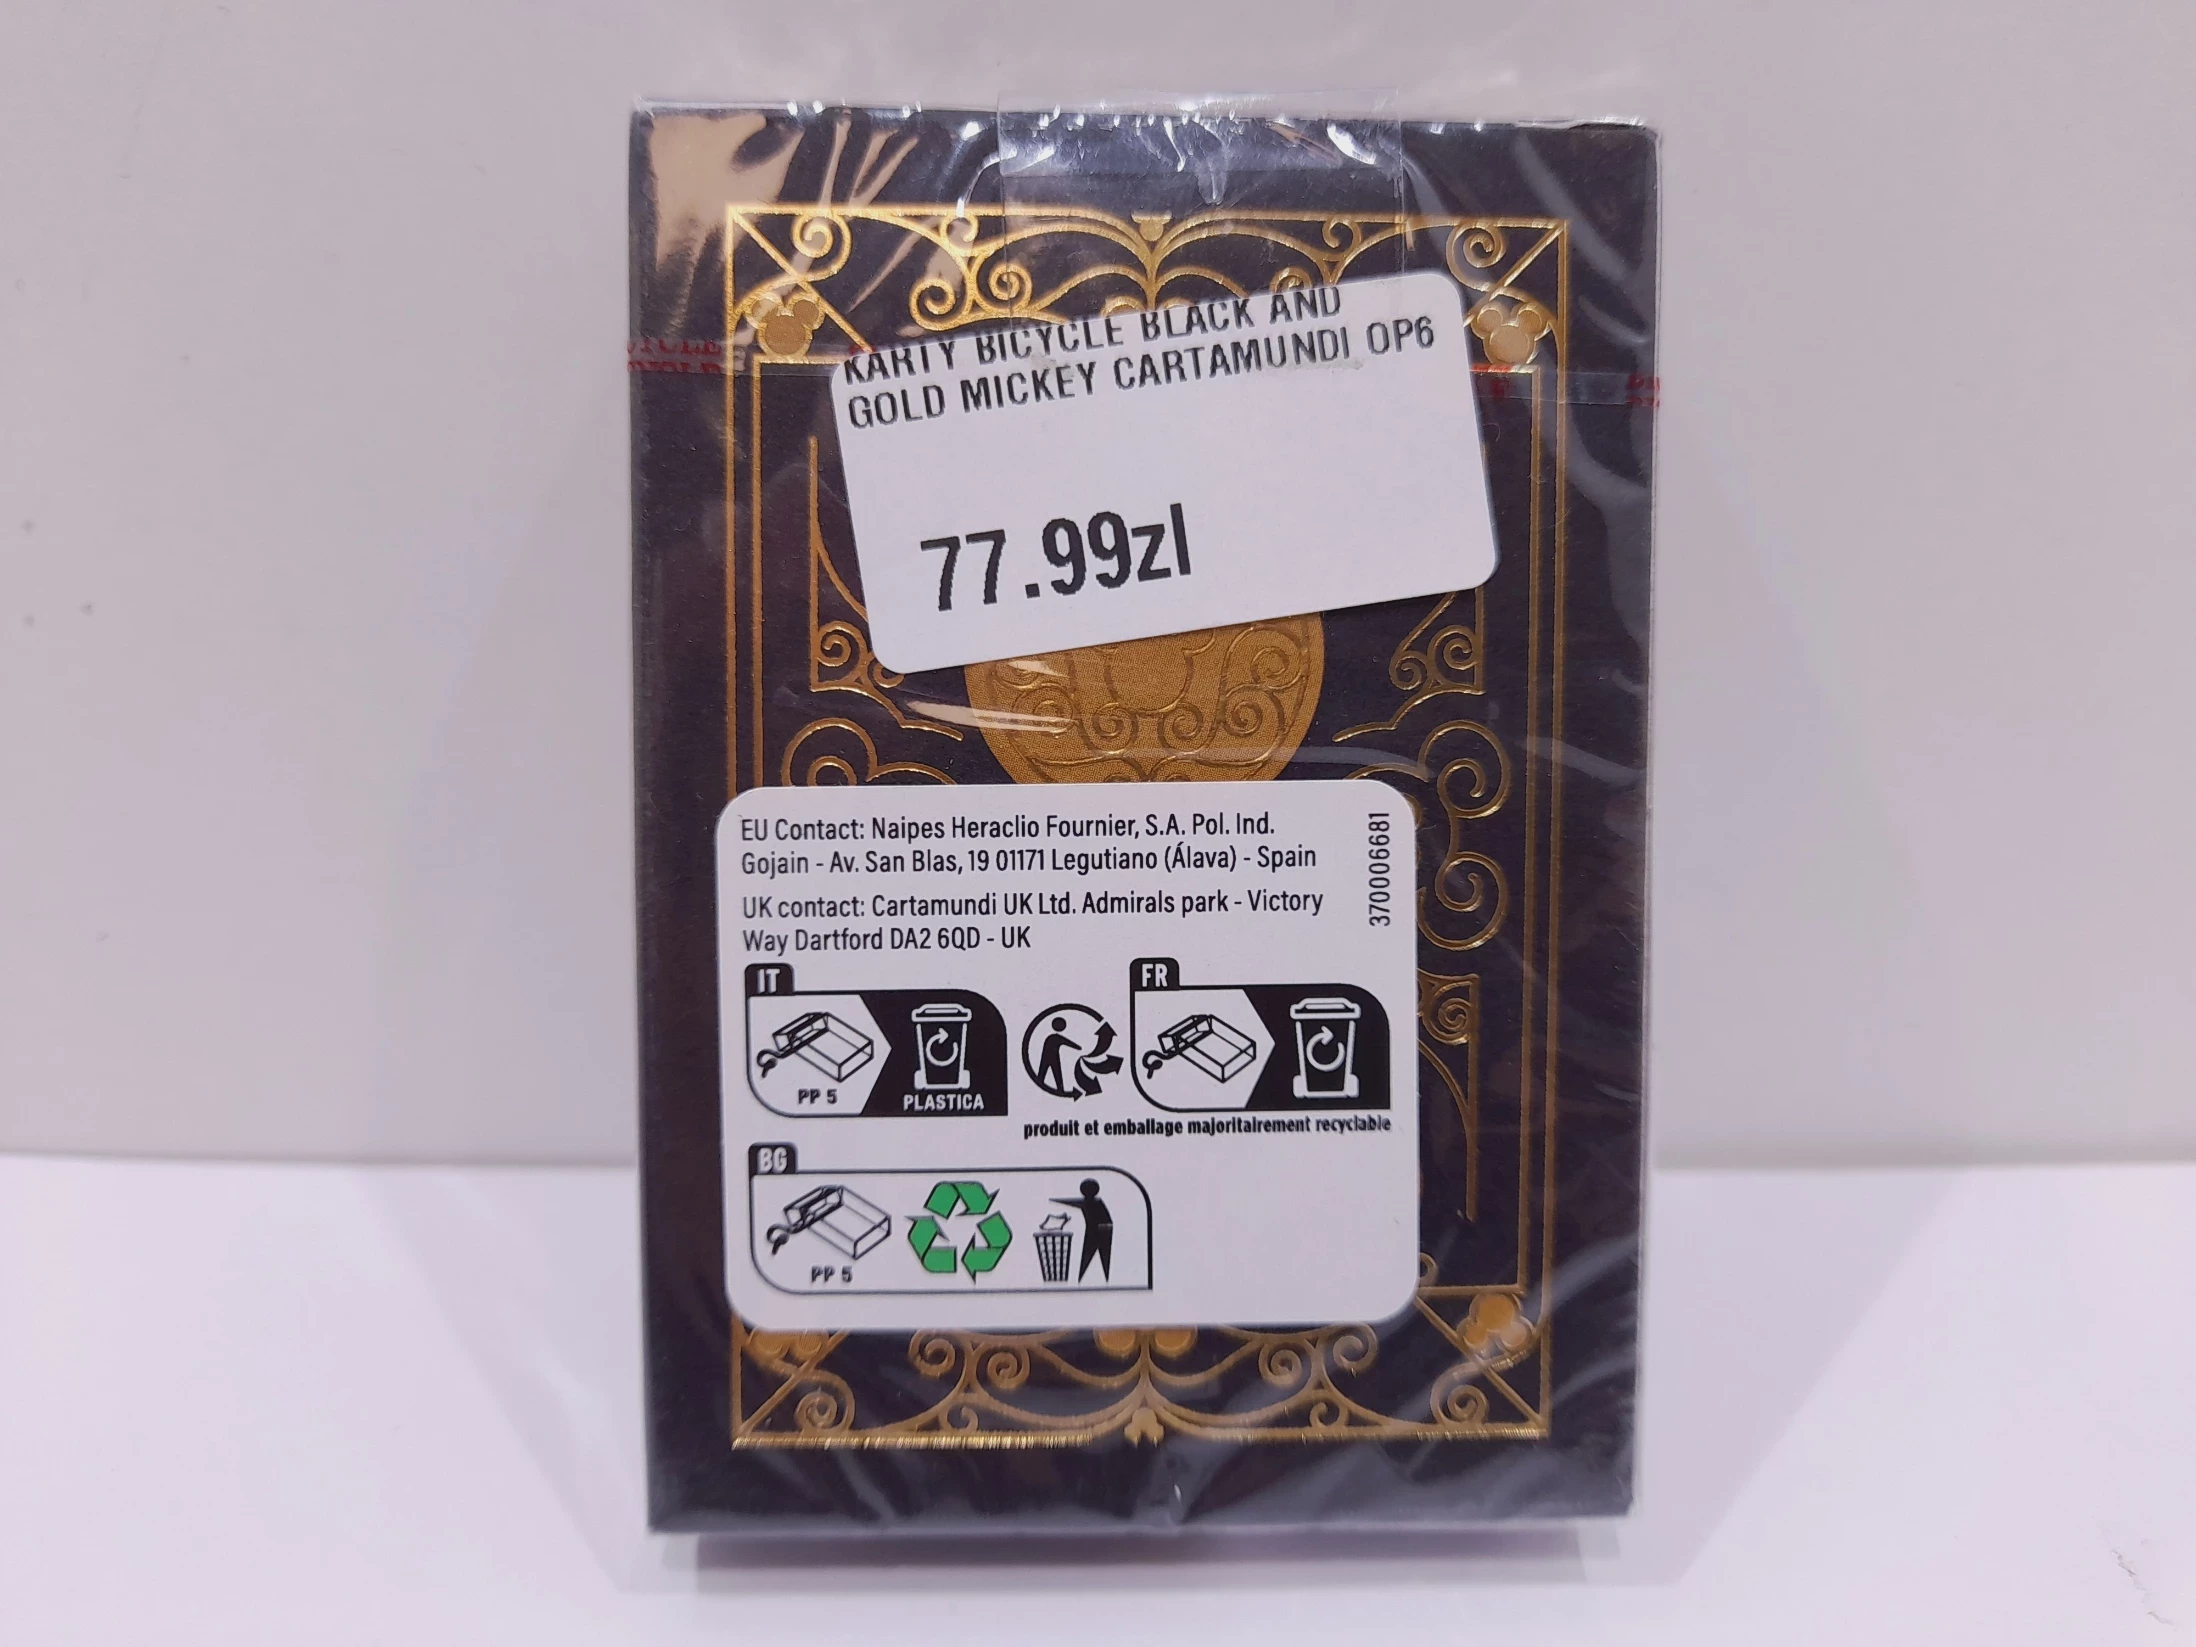 KARTY BICYCLE BLACK AND
GOLD MICKEY CARTAMUNDI OP6
77.99zl
EU Contact: Naipes Heraclio Fournier, S.A. Pol. Ind.
Gojain - Av. San Blas, 19 01171 Legutiano (Álava) - Spain
UK contact: Cartamundi UK Ltd. Admirals park - Victory
Way Dartford DA2 6QD - UK
3700066681
IT
PP 5
PLASTICA
FR
produit et emballage majoritairement recyclable
BG
PP 5